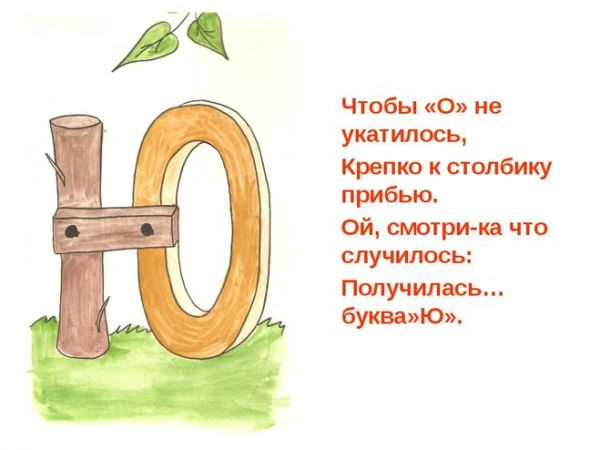 Чтобы «О» не
укатилось,
Крепко к столбику
прибью.
Ой, смотри-ка что
случилось:
Получилась…
буква»Ю».